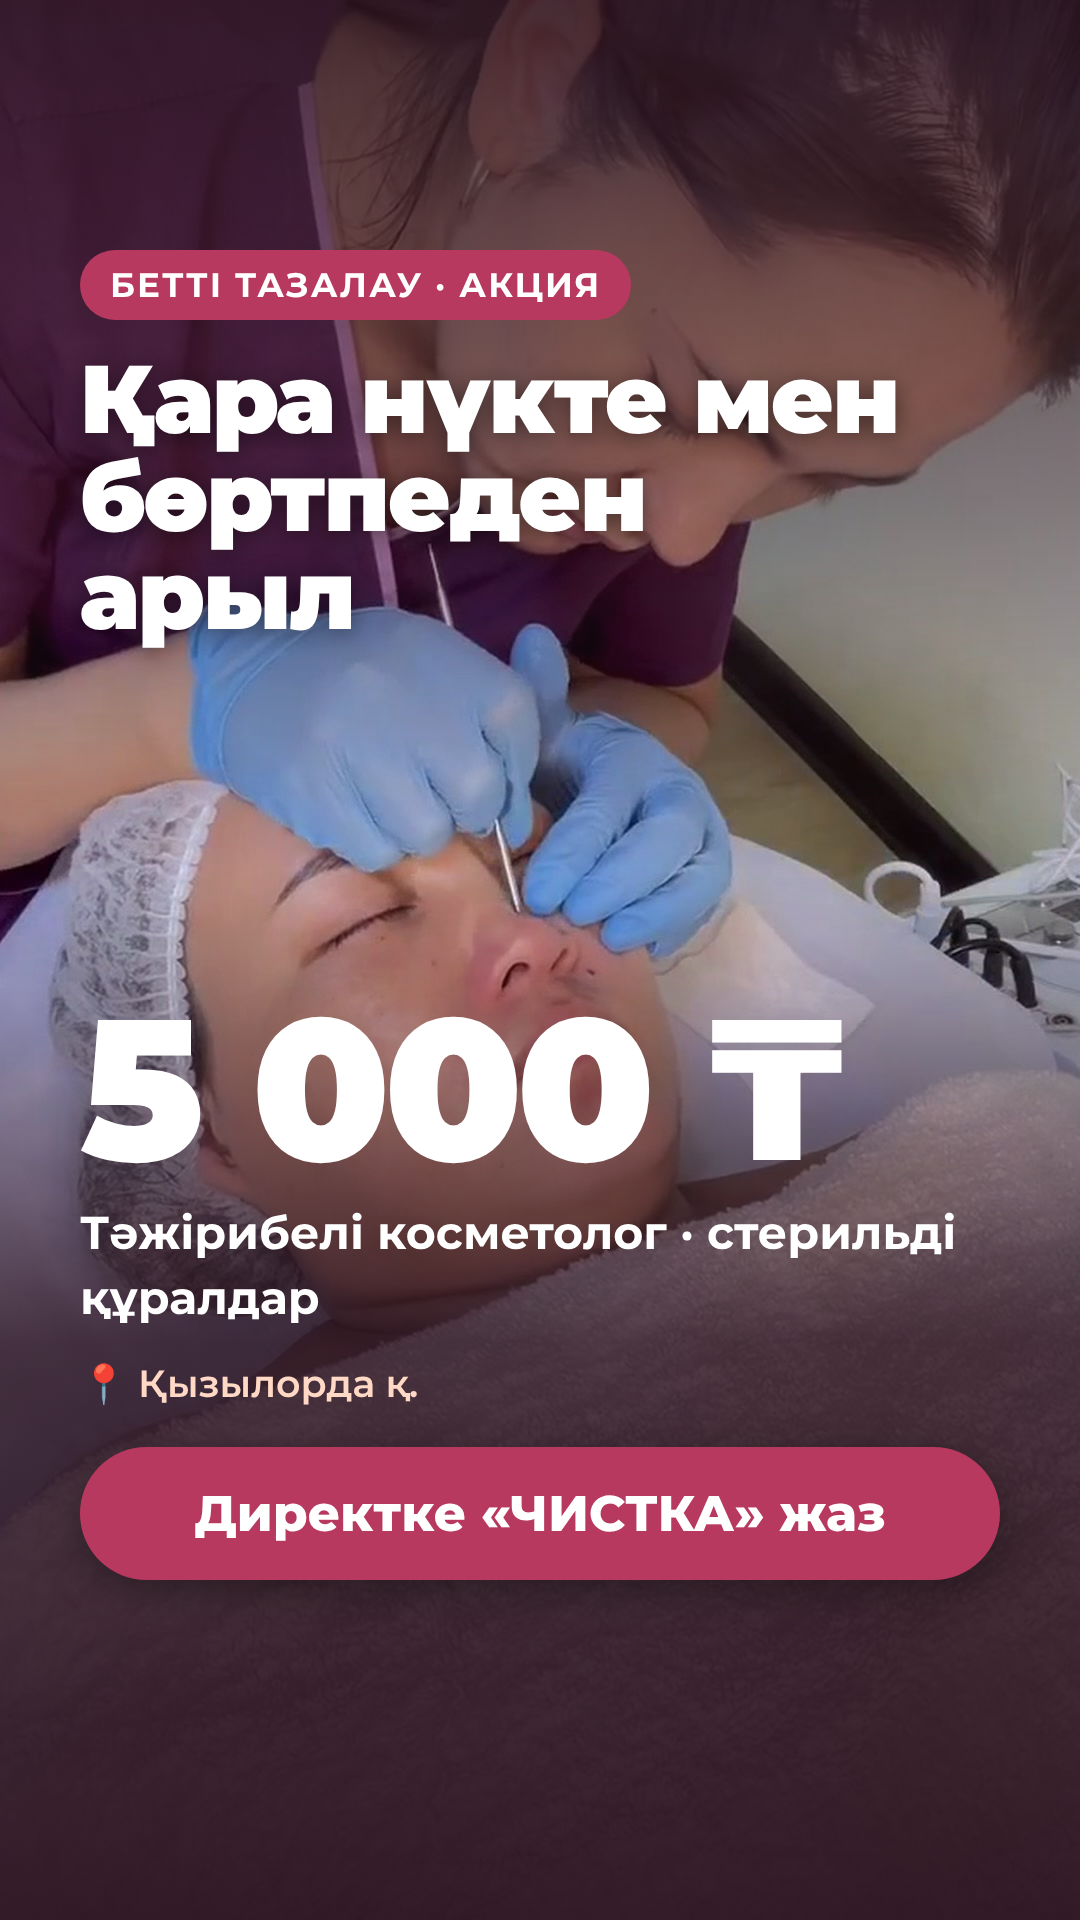 БЕТТІ ТАЗАЛАУ · АКЦИЯ
Қара нүкте мен
бөртпеден
арыл
5 000 ₸
Тәжірибелі косметолог · стерильді
құралдар
📍 Қызылорда қ.
Директке «ЧИСТКА» жаз